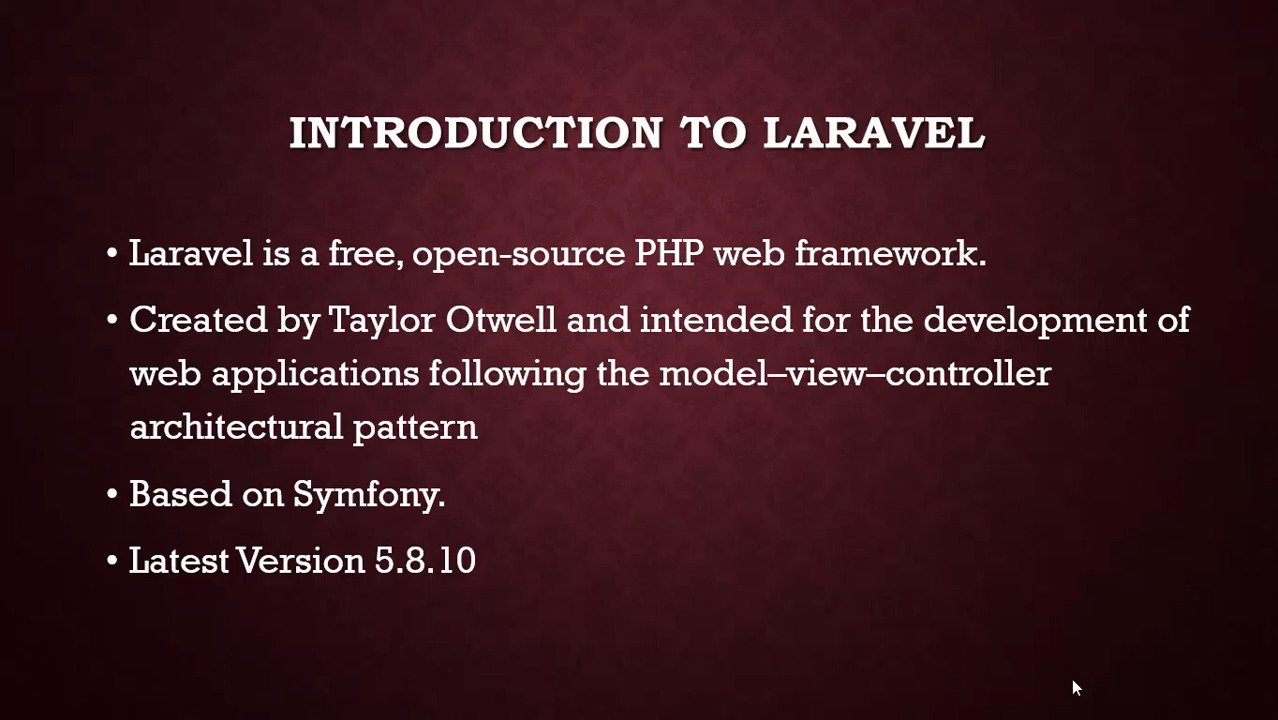 INTRODUCTION TO LARAVEL
• Laravel is a free, open-source PHP web framework.
• Created by Taylor Otwell and intended for the development of
web applications following the model–view–controller
architectural pattern
• Based on Symfony.
• Latest Version 5.8.10